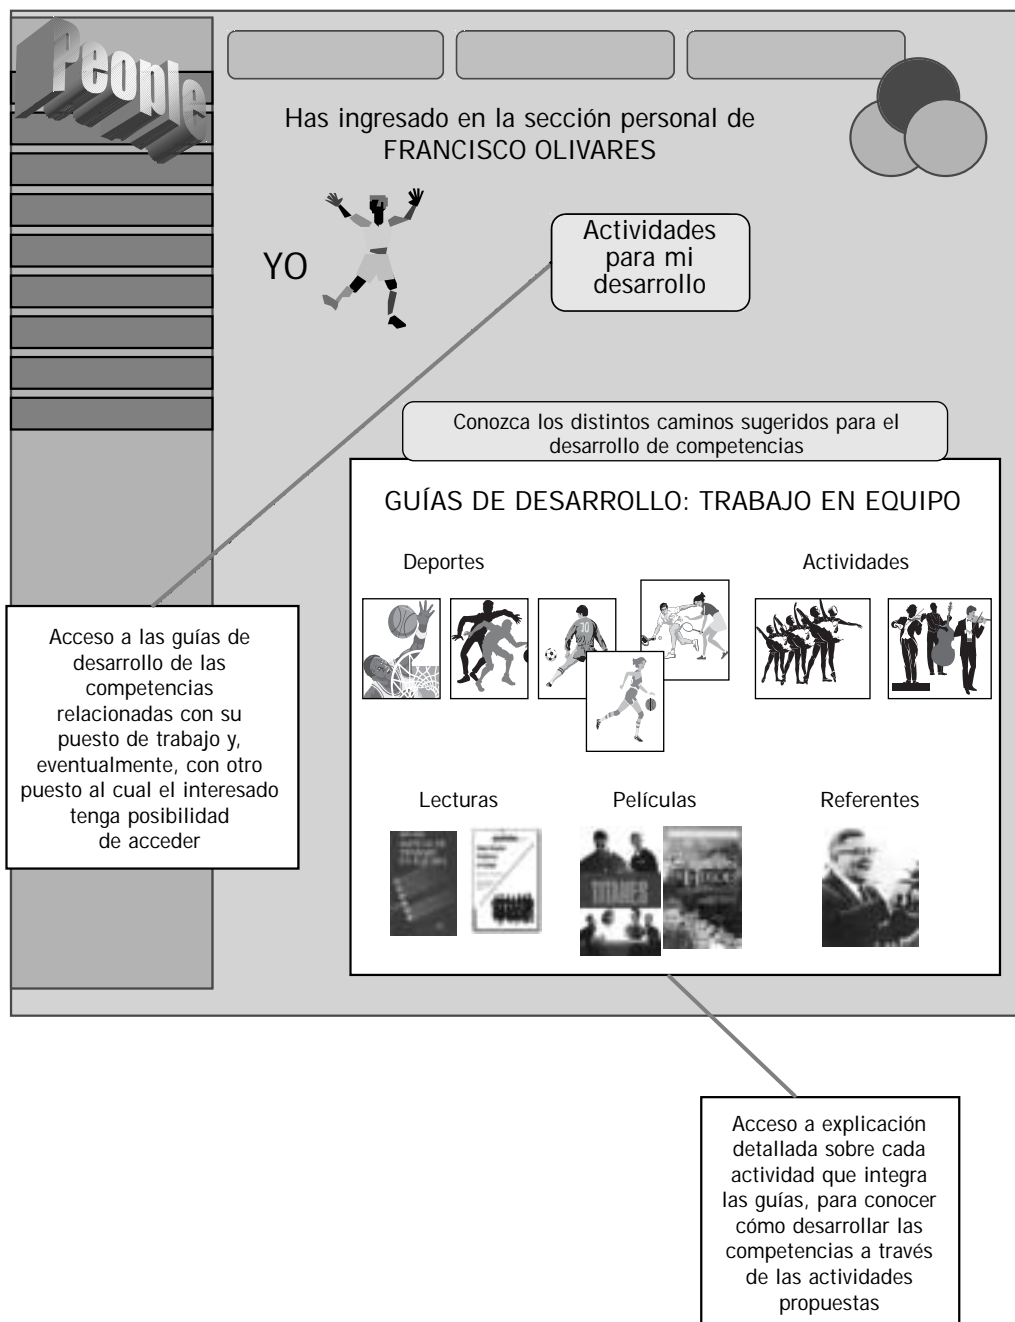 People
Has ingresado en la sección personal de
FRANCISCO OLIVARES
YO
Actividades
para mi
desarrollo
Conozca los distintos caminos sugeridos para el
desarrollo de competencias
GUÍAS DE DESARROLLO: TRABAJO EN EQUIPO
Deportes
Actividades
10
Acceso a las guías de
desarrollo de las
competencias
relacionadas con su
puesto de trabajo y,
eventualmente, con otro
puesto al cual el interesado
tenga posibilidad
de acceder
Lecturas
Películas
Referentes
TITANES
Acceso a explicación
detallada sobre cada
actividad que integra
las guías, para conocer
cómo desarrollar las
competencias a través
de las actividades
propuestas